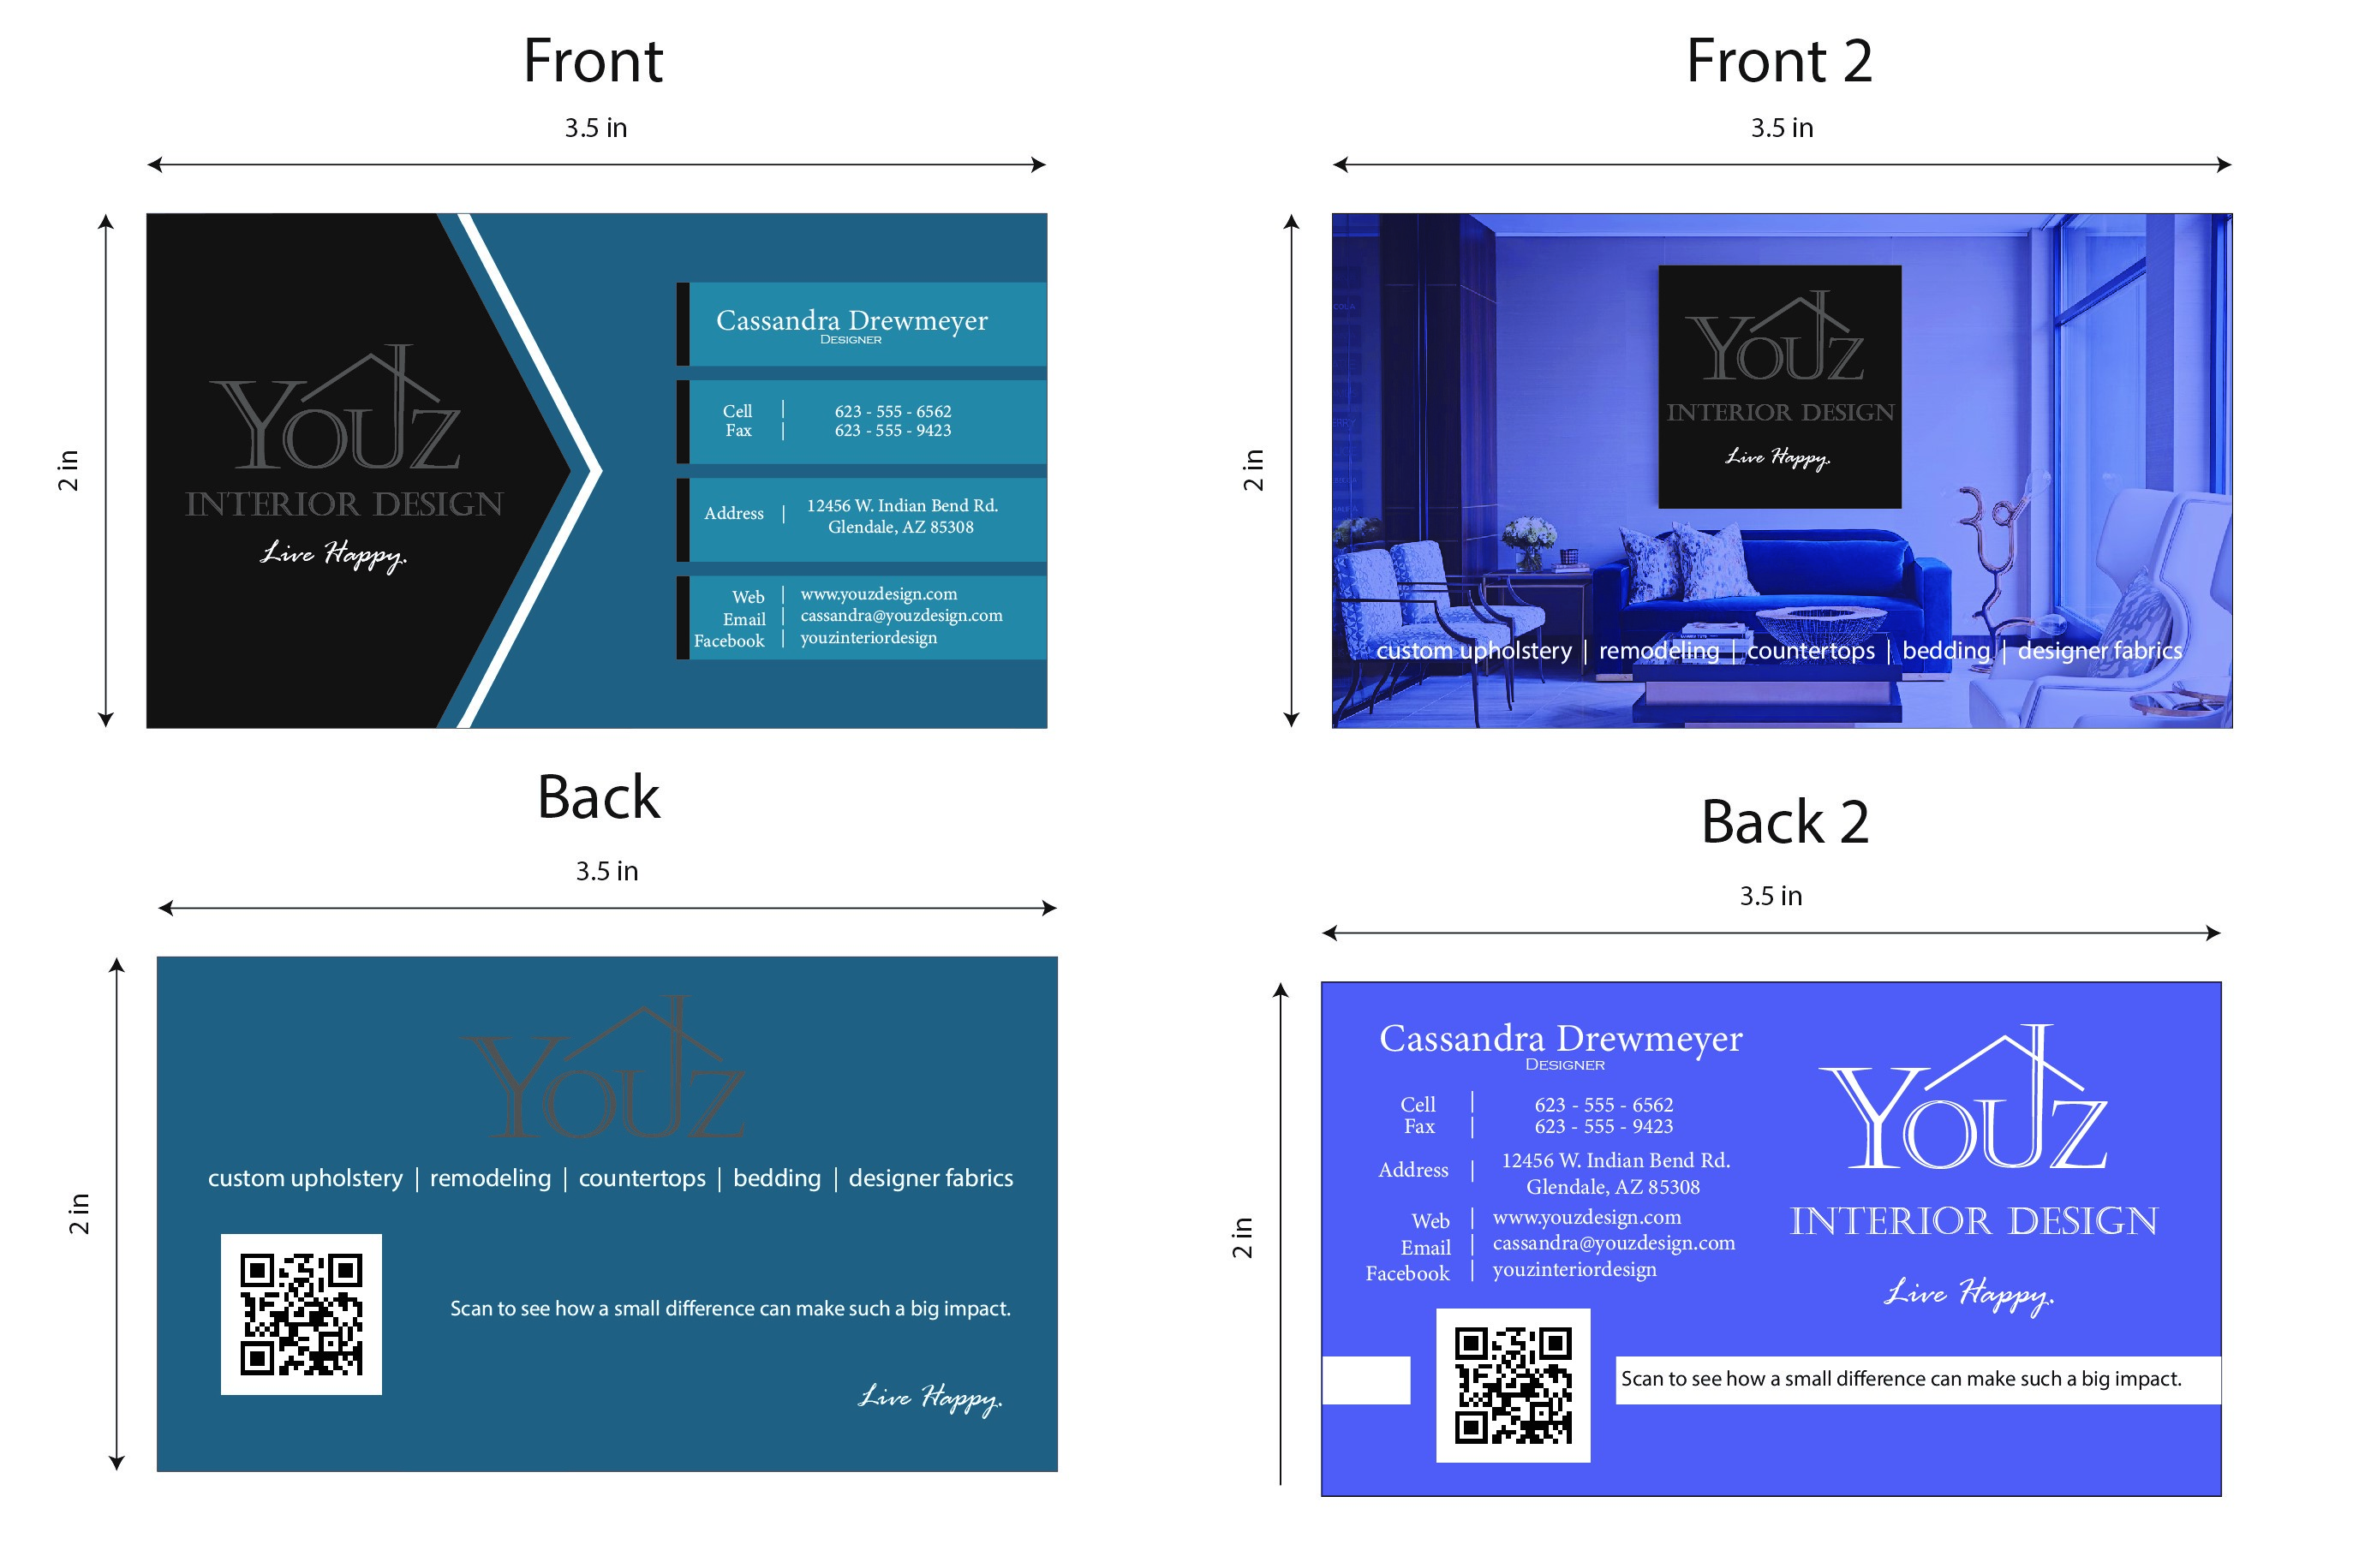 Front
3.5 in
2 in
YOUZ
INTERIOR DESIGN
Live Happy.
Cassandra Drewmeyer
DESIGNER
Cell | 623 - 555 - 6562
Fax | 623 - 555 - 9423
Address | 12456 W. Indian Bend Rd.
Glendale, AZ 85308
Web | www.youzdesign.com
Email | cassandra@youzdesign.com
Facebook | youzinteriordesign
Front 2
3.5 in
2 in
YOUZ
INTERIOR DESIGN
Live Happy.
custom upholstery | remodeling | countertops | bedding | designer fabrics
Back
3.5 in
2 in
YOUZ
custom upholstery | remodeling | countertops | bedding | designer fabrics
Scan to see how a small difference can make such a big impact.
Live Happy.
Back 2
3.5 in
2 in
Cassandra Drewmeyer
DESIGNER
Cell | 623 - 555 - 6562
Fax | 623 - 555 - 9423
Address | 12456 W. Indian Bend Rd.
Glendale, AZ 85308
Web | www.youzdesign.com
Email | cassandra@youzdesign.com
Facebook | youzinteriordesign
YOUZ
INTERIOR DESIGN
Live Happy.
Scan to see how a small difference can make such a big impact.